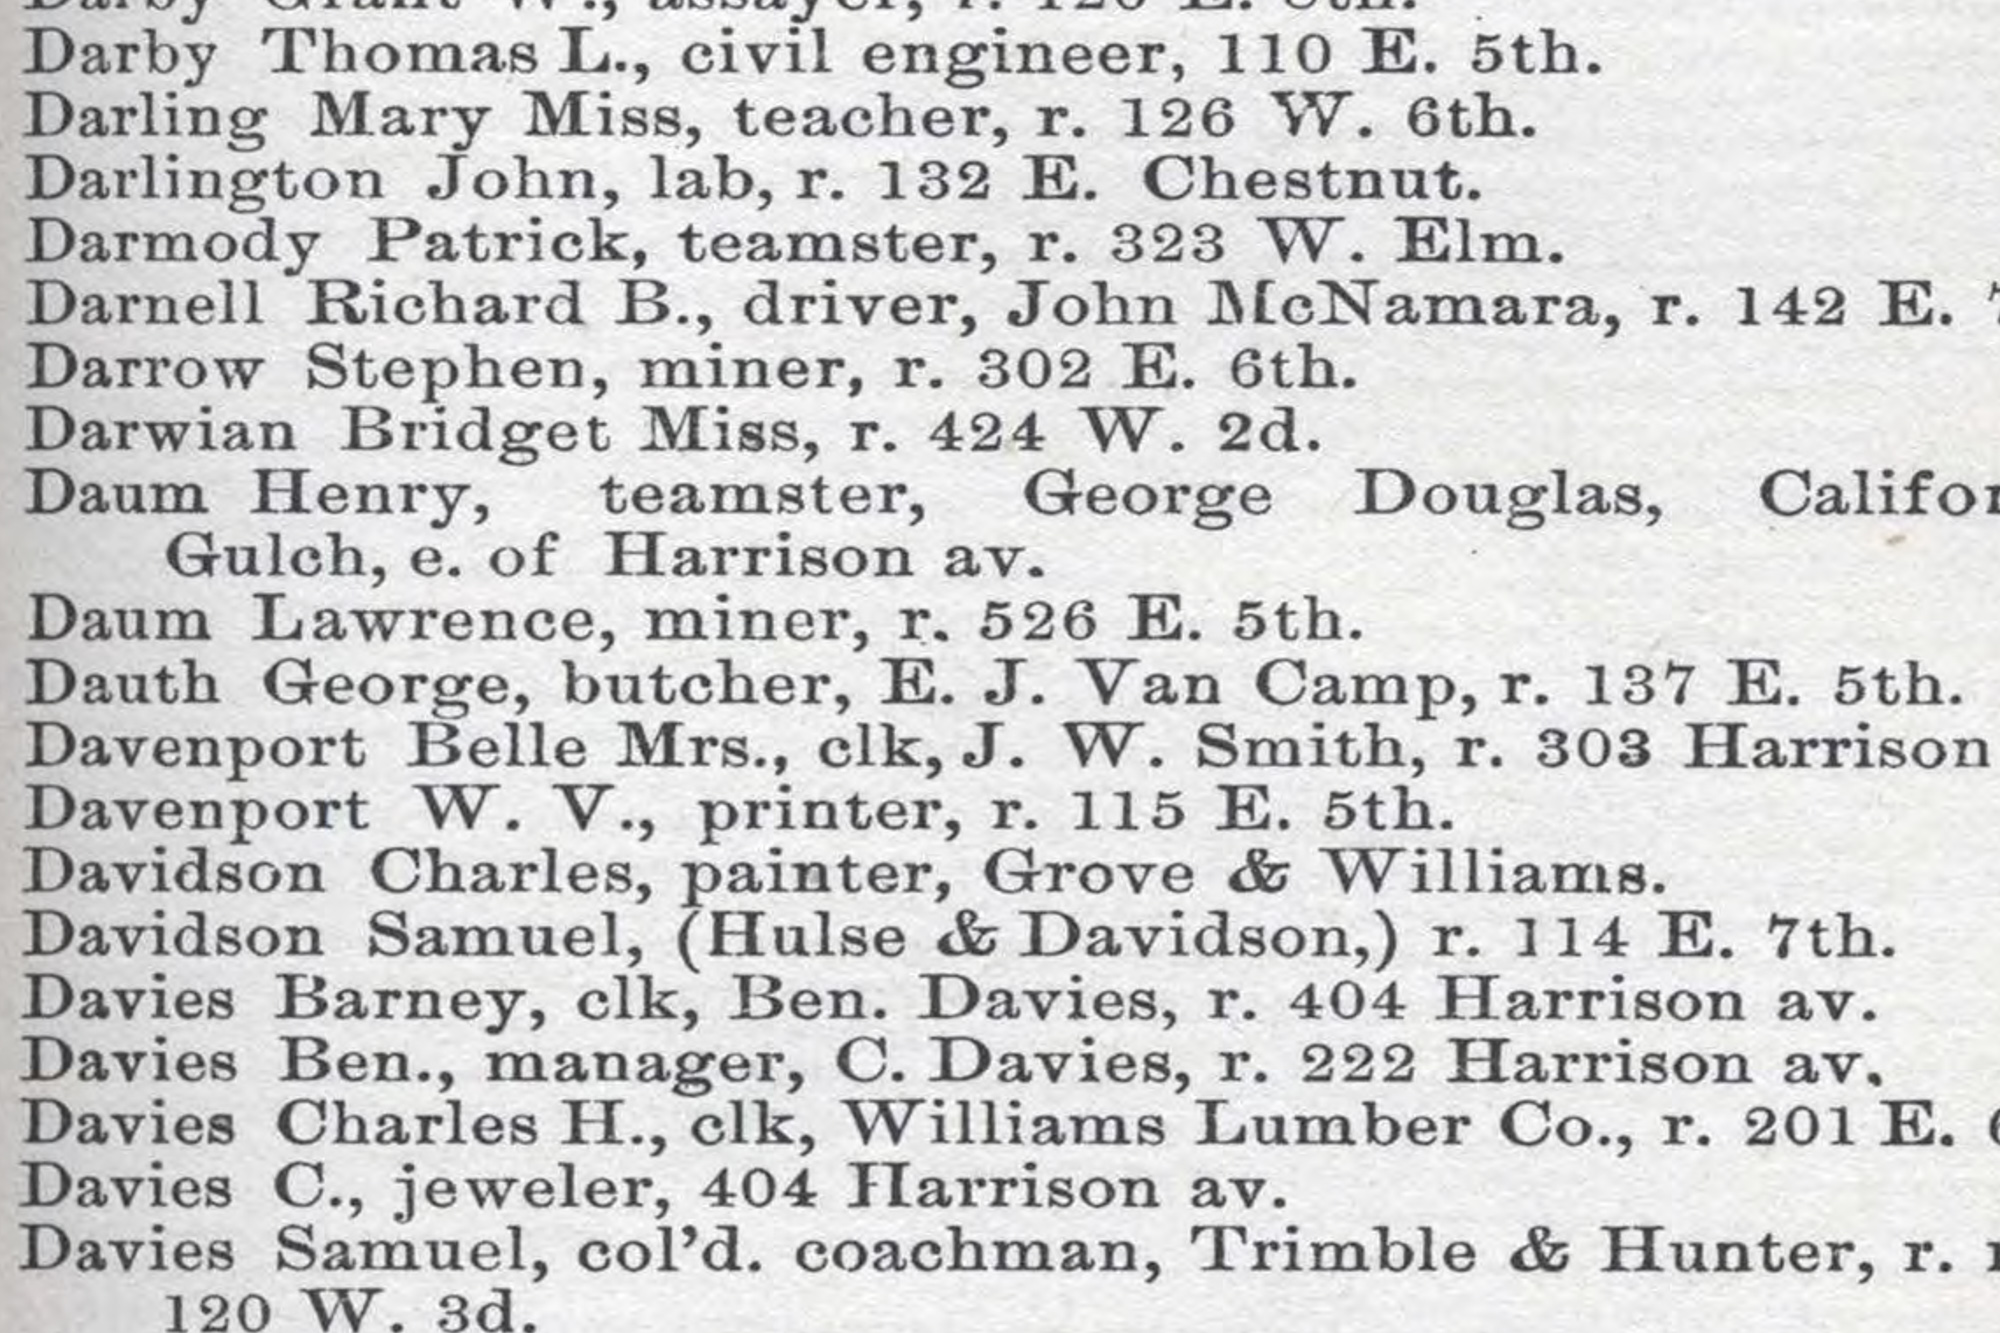 Darby Grant W., assayer, r. 126 E. 8th.
Darby Thomas L., civil engineer, 110 E. 5th.
Darling Mary Miss, teacher, r. 126 W. 6th.
Darlington John, lab, r. 132 E. Chestnut.
Darmody Patrick, teamster, r. 323 W. Elm.
Darnell Richard B., driver, John McNamara, r. 142 E.
Darrow Stephen, miner, r. 302 E. 6th.
Darwian Bridget Miss, r. 424 W. 2d.
Daum Henry, teamster, George Douglas, Califor
Gulch, e. of Harrison av.
Daum Lawrence, miner, r. 526 E. 5th.
Dauth George, butcher, E. J. Van Camp, r. 137 E. 5th.
Davenport Belle Mrs., clk, J. W. Smith, r. 303 Harrison
Davenport W. V., printer, r. 115 E. 5th.
Davidson Charles, painter, Grove & Williams.
Davidson Samuel, (Hulse & Davidson,) r. 114 E. 7th.
Davies Barney, clk, Ben. Davies, r. 404 Harrison av.
Davies Ben., manager, C. Davies, r. 222 Harrison av.
Davies Charles H., clk, Williams Lumber Co., r. 201 E.
Davies C., jeweler, 404 Harrison av.
Davies Samuel, col'd. coachman, Trimble & Hunter, r.
120 W. 3d.